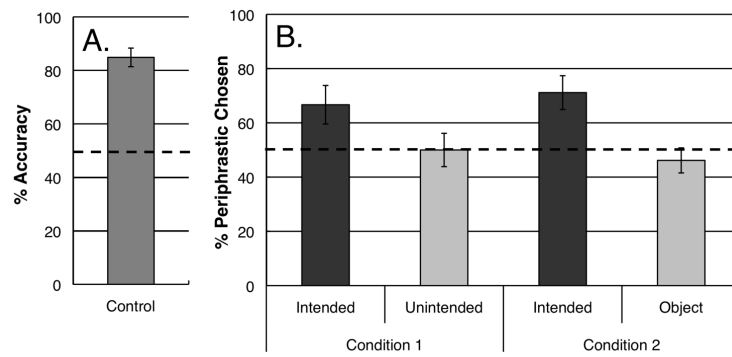 A.
% Accuracy
100
80
60
40
20
0
Control
B.
% Periphrastic Chosen
100
80
60
40
20
0
Intended
Unintended
Intended
Object
Condition 1
Condition 2